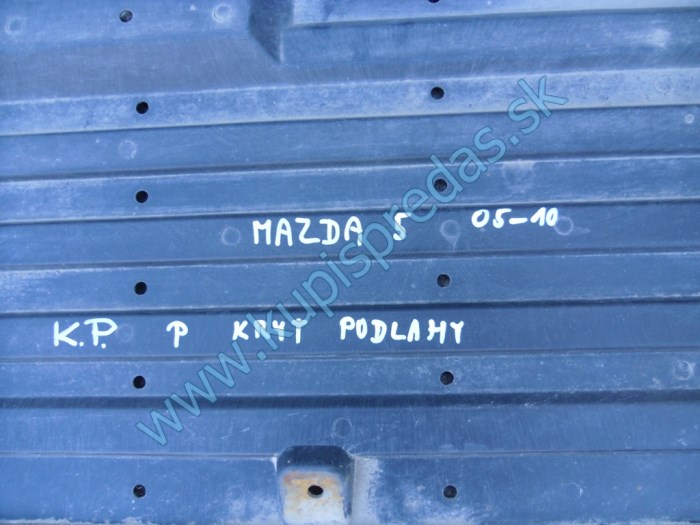 MAZDA 5 05-10
K.P. P KRYT PODLAHY
www.kupispredas.sk